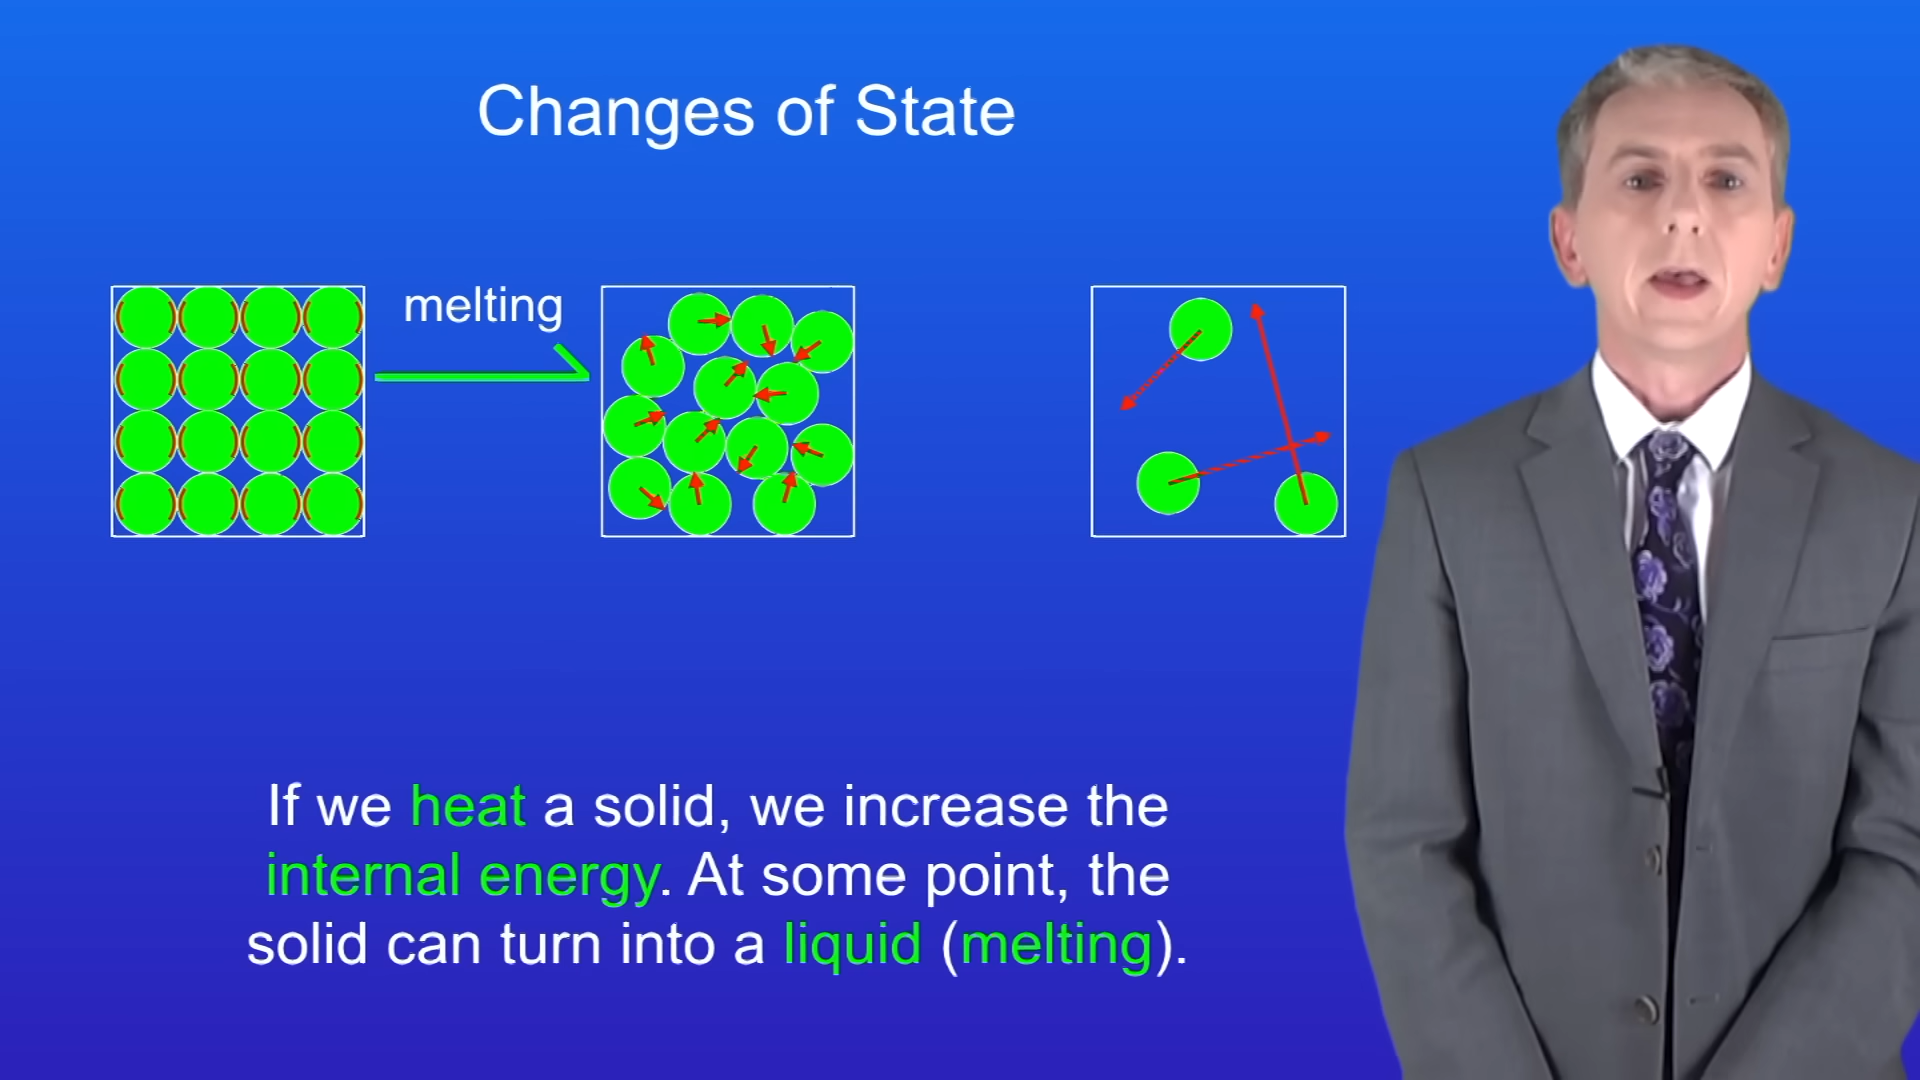 Changes of State
melting
If we heat a solid, we increase the
internal energy. At some point, the
solid can turn into a liquid (melting).